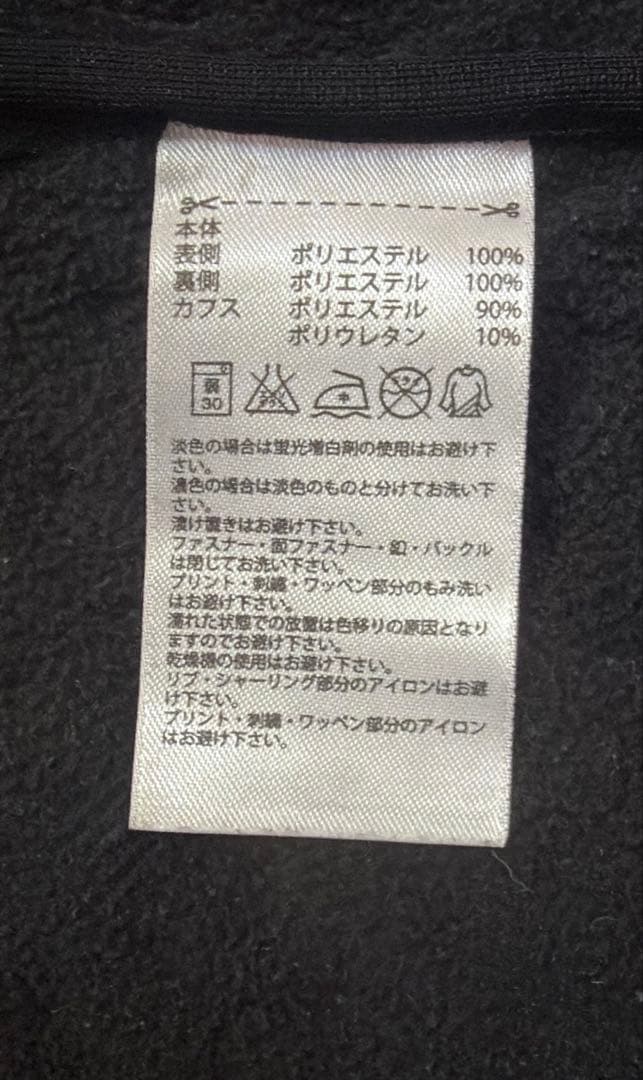 本体
表側 ポリエステル 100%
裏側 ポリエステル 100%
カフス ポリエステル 90%
ポリウレタン 10%
弱
30
エンソサラシ
淡色の場合は蛍光増白剤の使用はお避け下
さい。
濃色の場合は淡色のものと分けてお洗い下
さい。
漬け置きはお避け下さい。
ファスナー・面ファスナー・釦・バックル
は閉じてお洗い下さい。
プリント・刺繍・ワッペン部分のもみ洗い
はお避け下さい。
濡れた状態での放置は色移りの原因となり
ますのでお避け下さい。
乾燥機の使用はお避け下さい。
リブ・シャーリング部分のアイロンはお避
け下さい。
プリント・刺繍・ワッペン部分のアイロン
はお避け下さい。